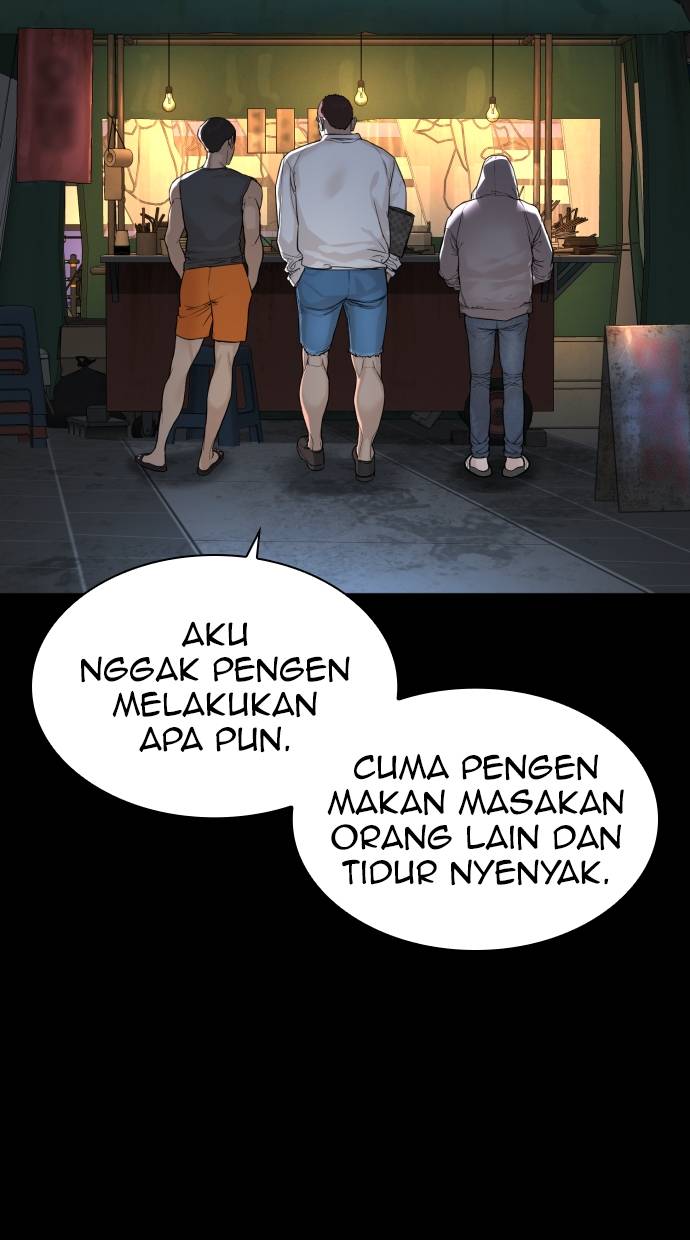 AKU
NGGAK PENGEN
MELAKUKAN
APA PUN.
CUMA PENGEN
MAKAN MASAKAN
ORANG LAIN DAN
TIDUR NYENYAK.